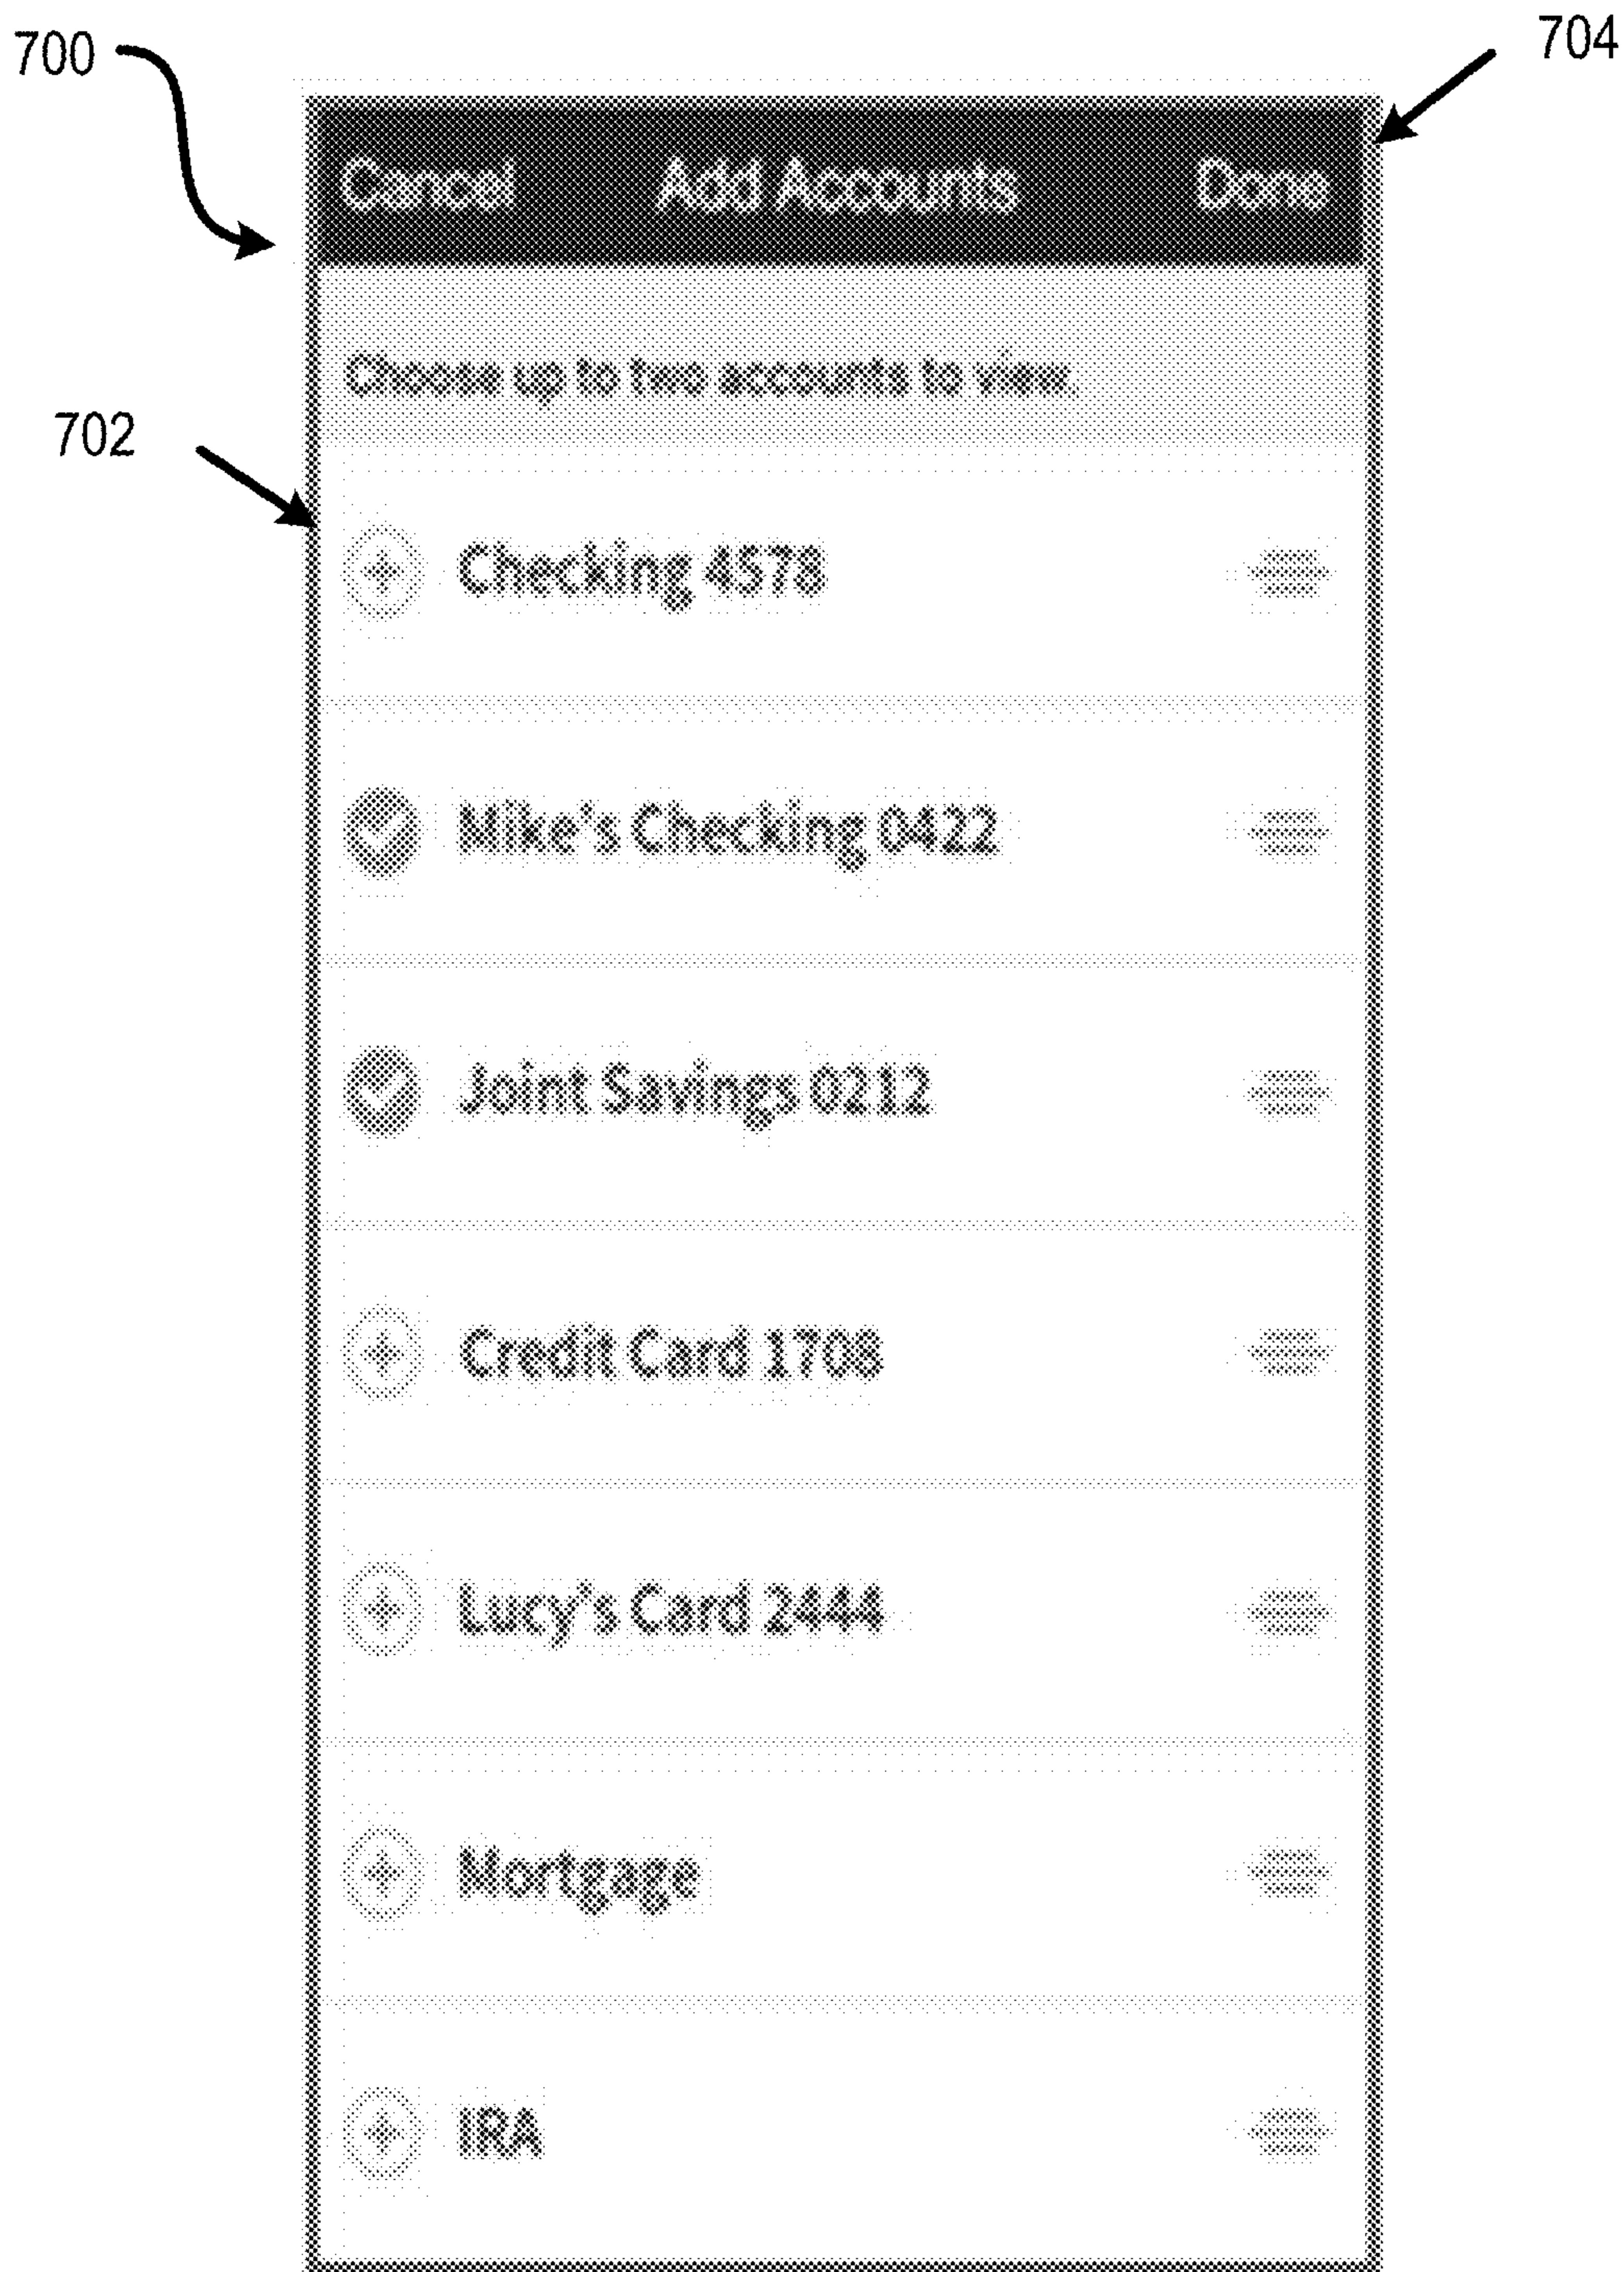 700
704
Cancel Add Accounts Done
Choose up to two accounts to view.
702
Checking 4578
Mike's Checking 0422
Joint Savings 0212
Credit Card 1708
Lucy's Card 2444
Mortgage
IRA